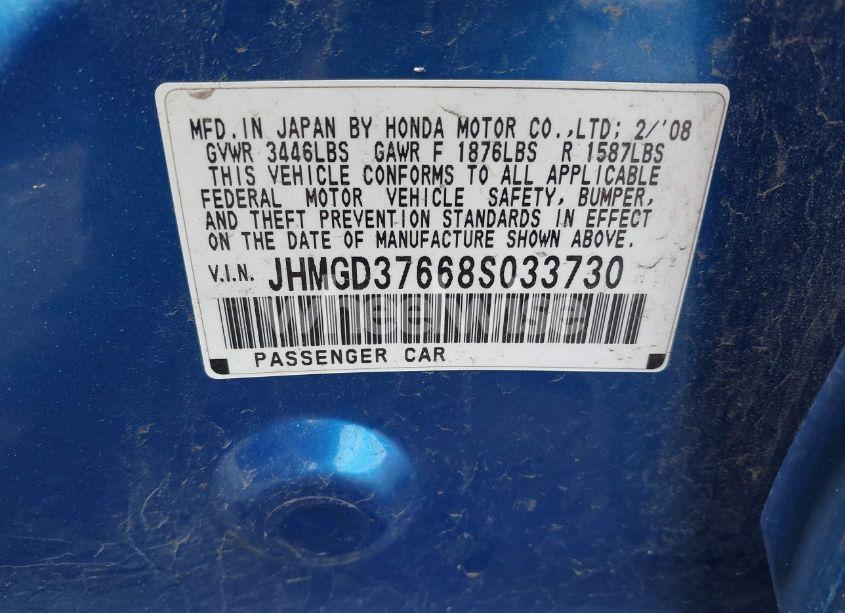 MFD.IN JAPAN BY HONDA MOTOR CO.,LTD; 2/'08
GVWR 3446LBS GAWR F 1876LBS R 1587LBS
THIS VEHICLE CONFORMS TO ALL APPLICABLE
FEDERAL MOTOR VEHICLE SAFETY, BUMPER,
AND THEFT PREVENTION STANDARDS IN EFFECT
ON THE DATE OF MANUFACTURE SHOWN ABOVE.
V.I.N. JHMGD37668S033730
WheelWise
PASSENGER CAR